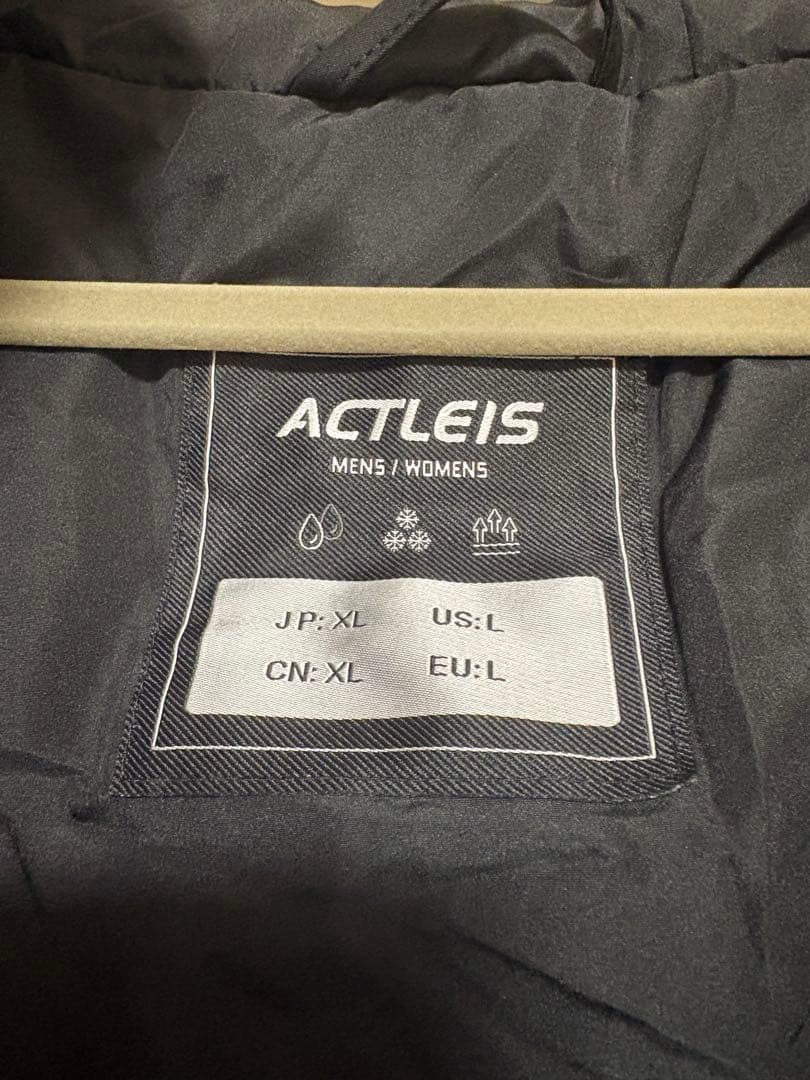 ACTLEIS
MENS / WOMENS
JP: XL US: L
CN: XL EU: L